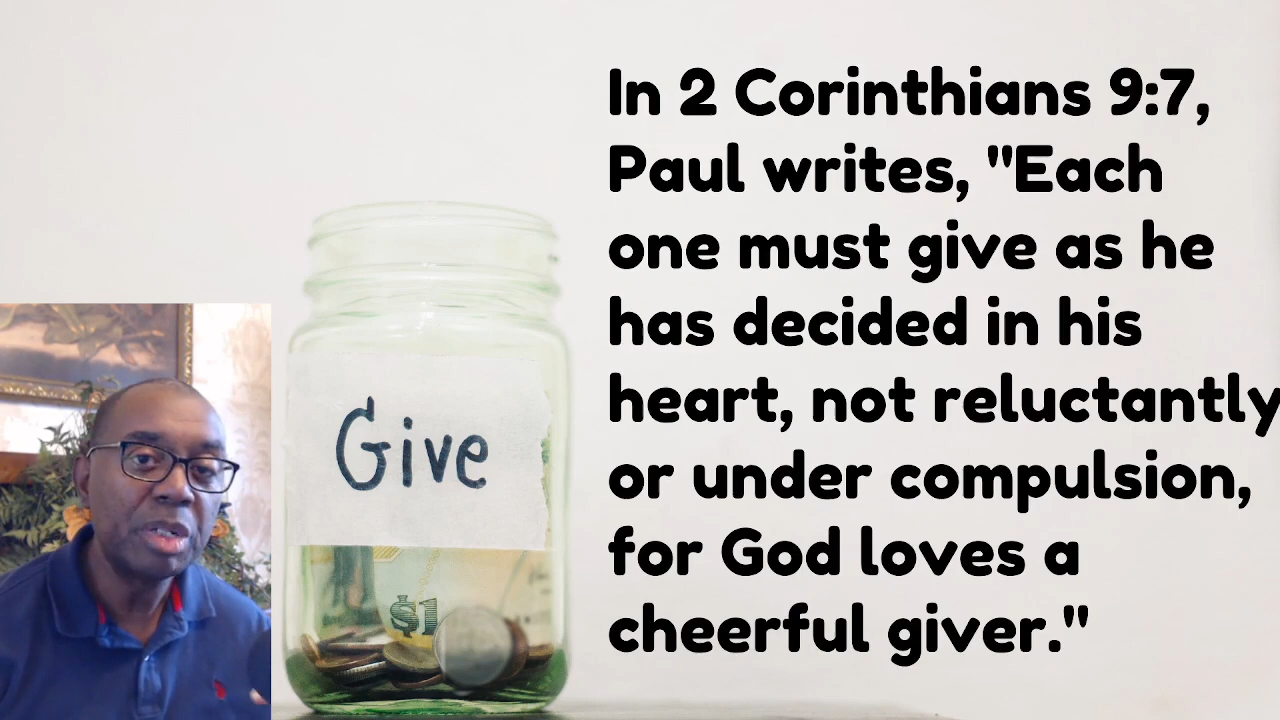 In 2 Corinthians 9:7,
Paul writes, "Each
one must give as he
has decided in his
heart, not reluctantly
or under compulsion,
for God loves a
cheerful giver."
Give
$1